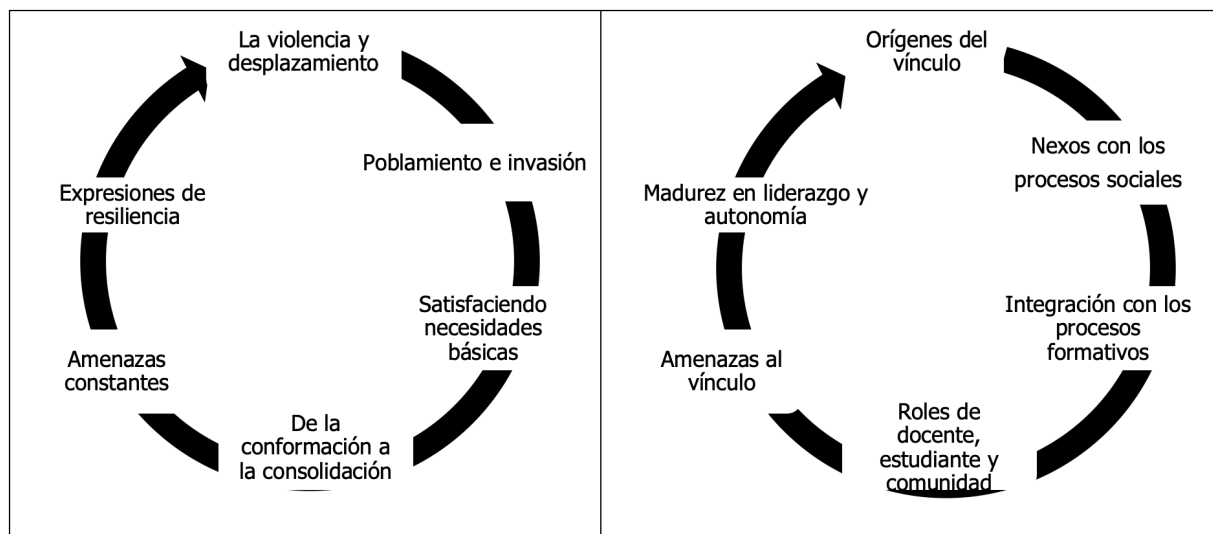 La violencia y
desplazamiento
Poblamiento e invasión
Satisfaciendo
necesidades
básicas
De la
conformación a
la consolidación
Amenazas
constantes
Expresiones de
resiliencia
Orígenes del
vínculo
Nexos con los
procesos sociales
Integración con los
procesos
formativos
Roles de
docente,
estudiante y
comunidad
Amenazas al
vínculo
Madurez en liderazgo y
autonomía